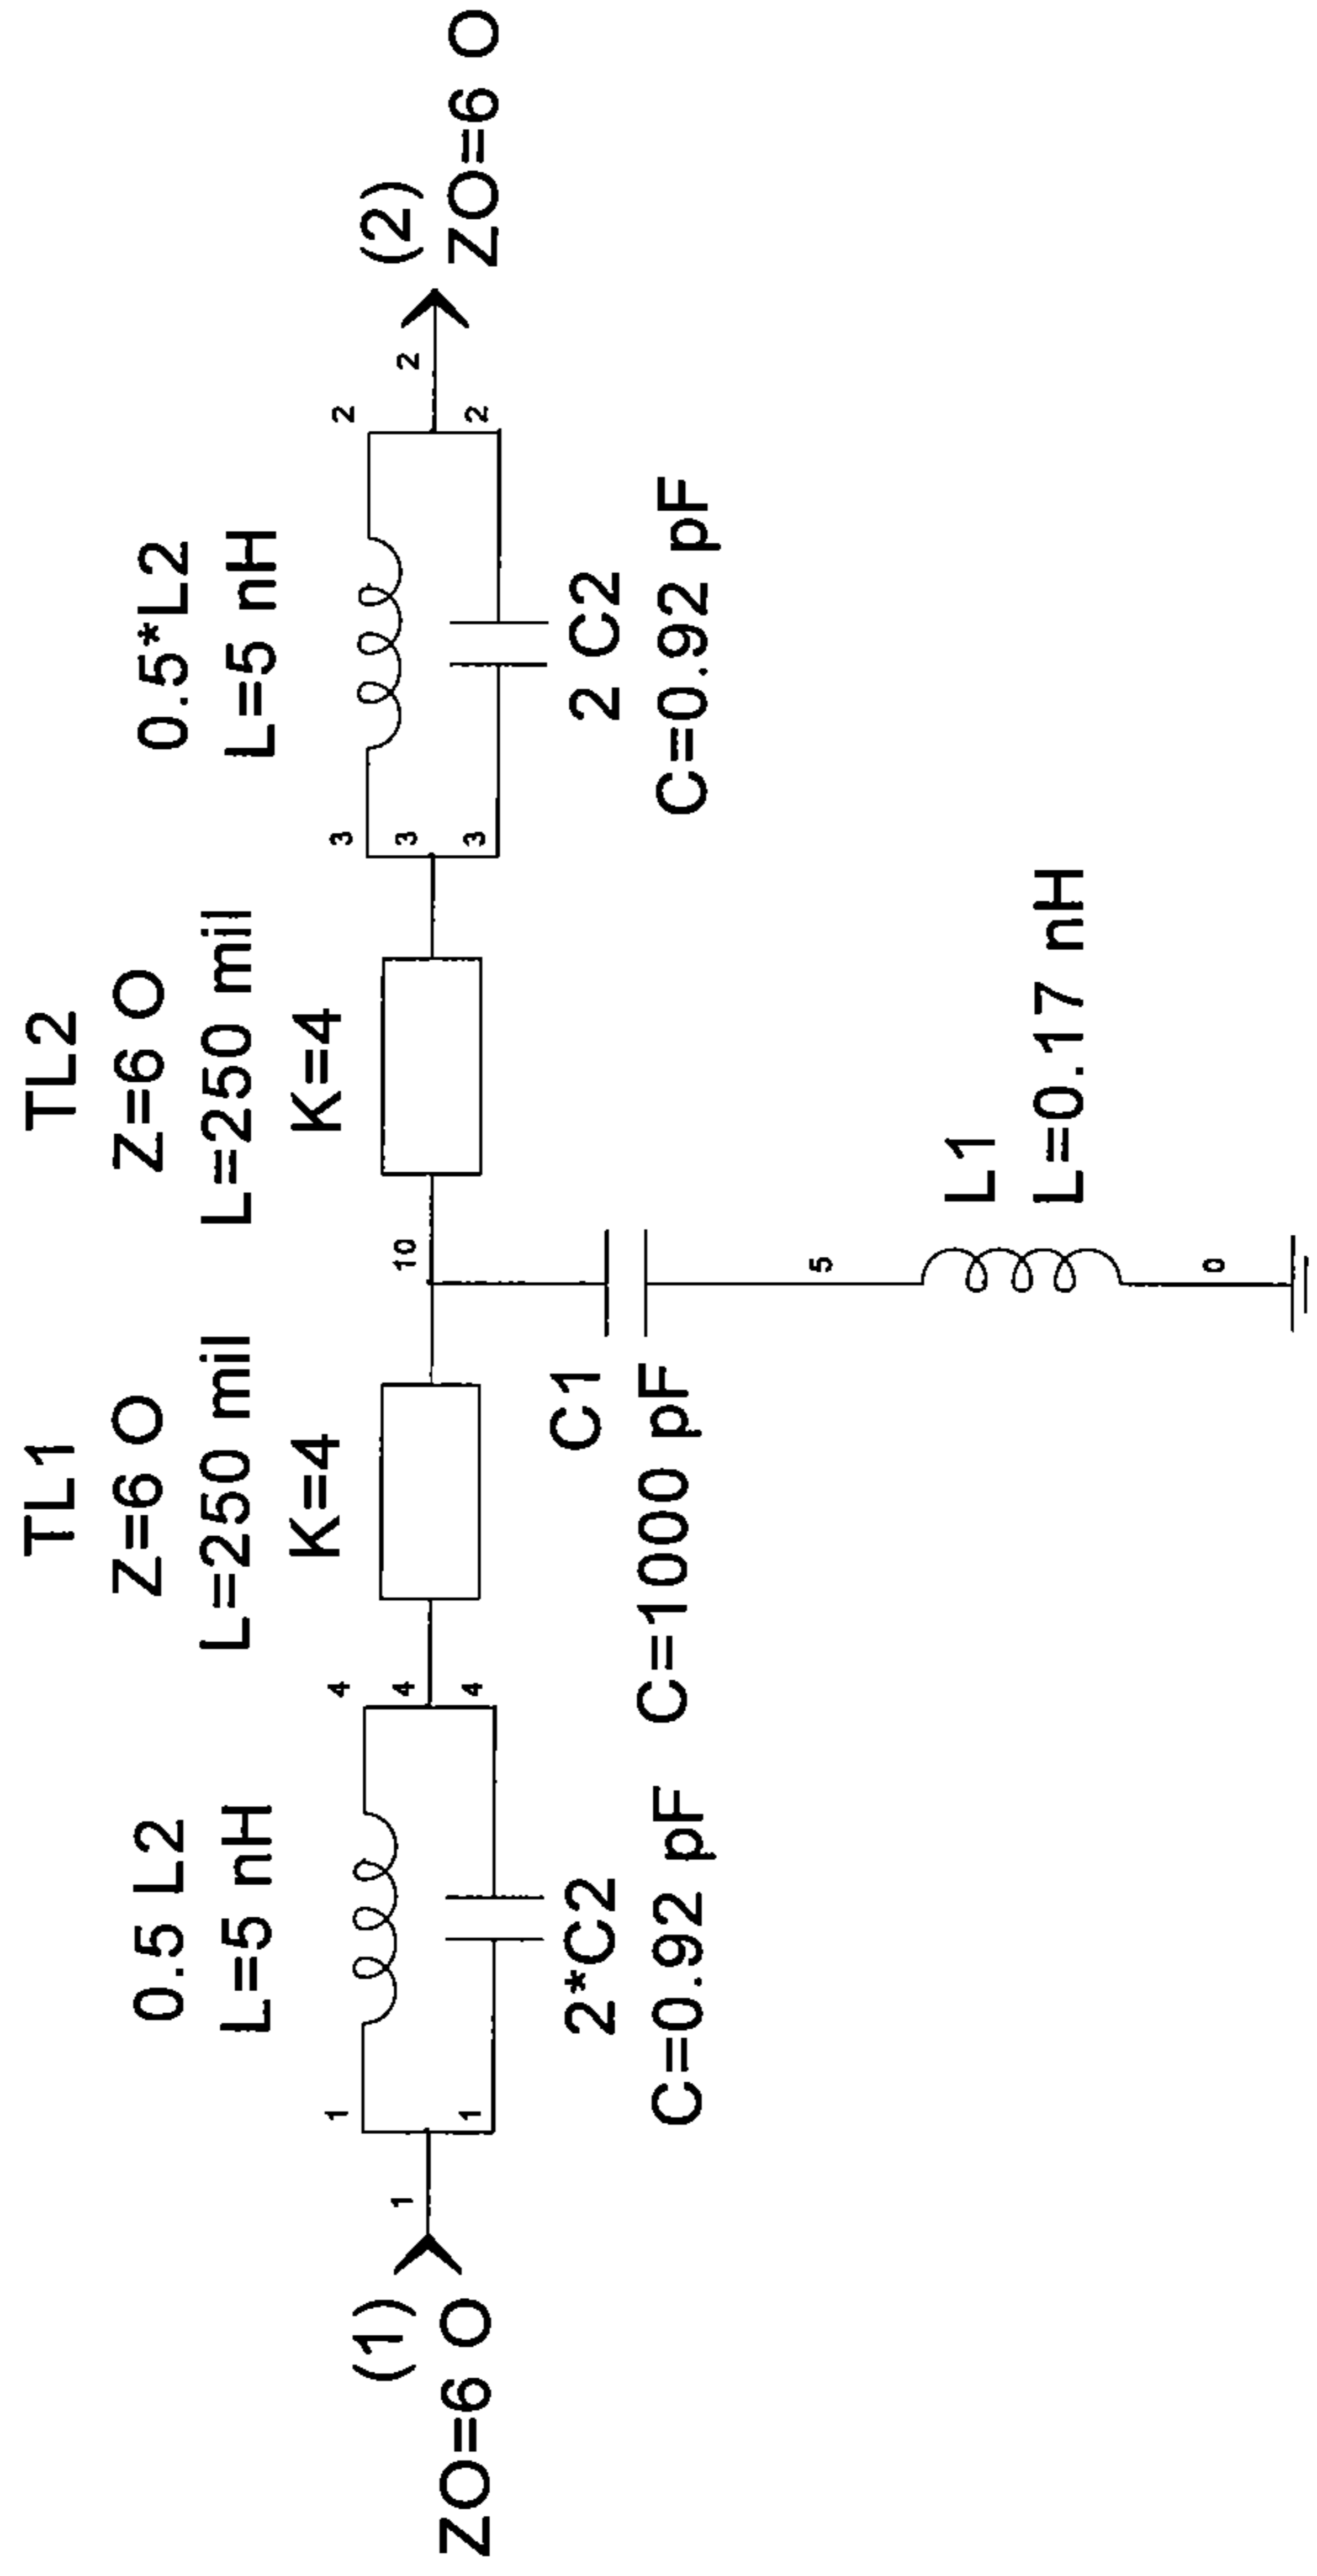 TL1
Z=6 O
L=250 mil
K=4
TL2
Z=6 O
L=250 mil
K=4
0.5 L2
L=5 nH
0.5*L2
L=5 nH
(1)
ZO=6 O
(2)
ZO=6 O
1
1
1
4
4
4
10
3
3
3
2
2
2
2*C2
C=0.92 pF
C1
C=1000 pF
2 C2
C=0.92 pF
5
L1
L=0.17 nH
0